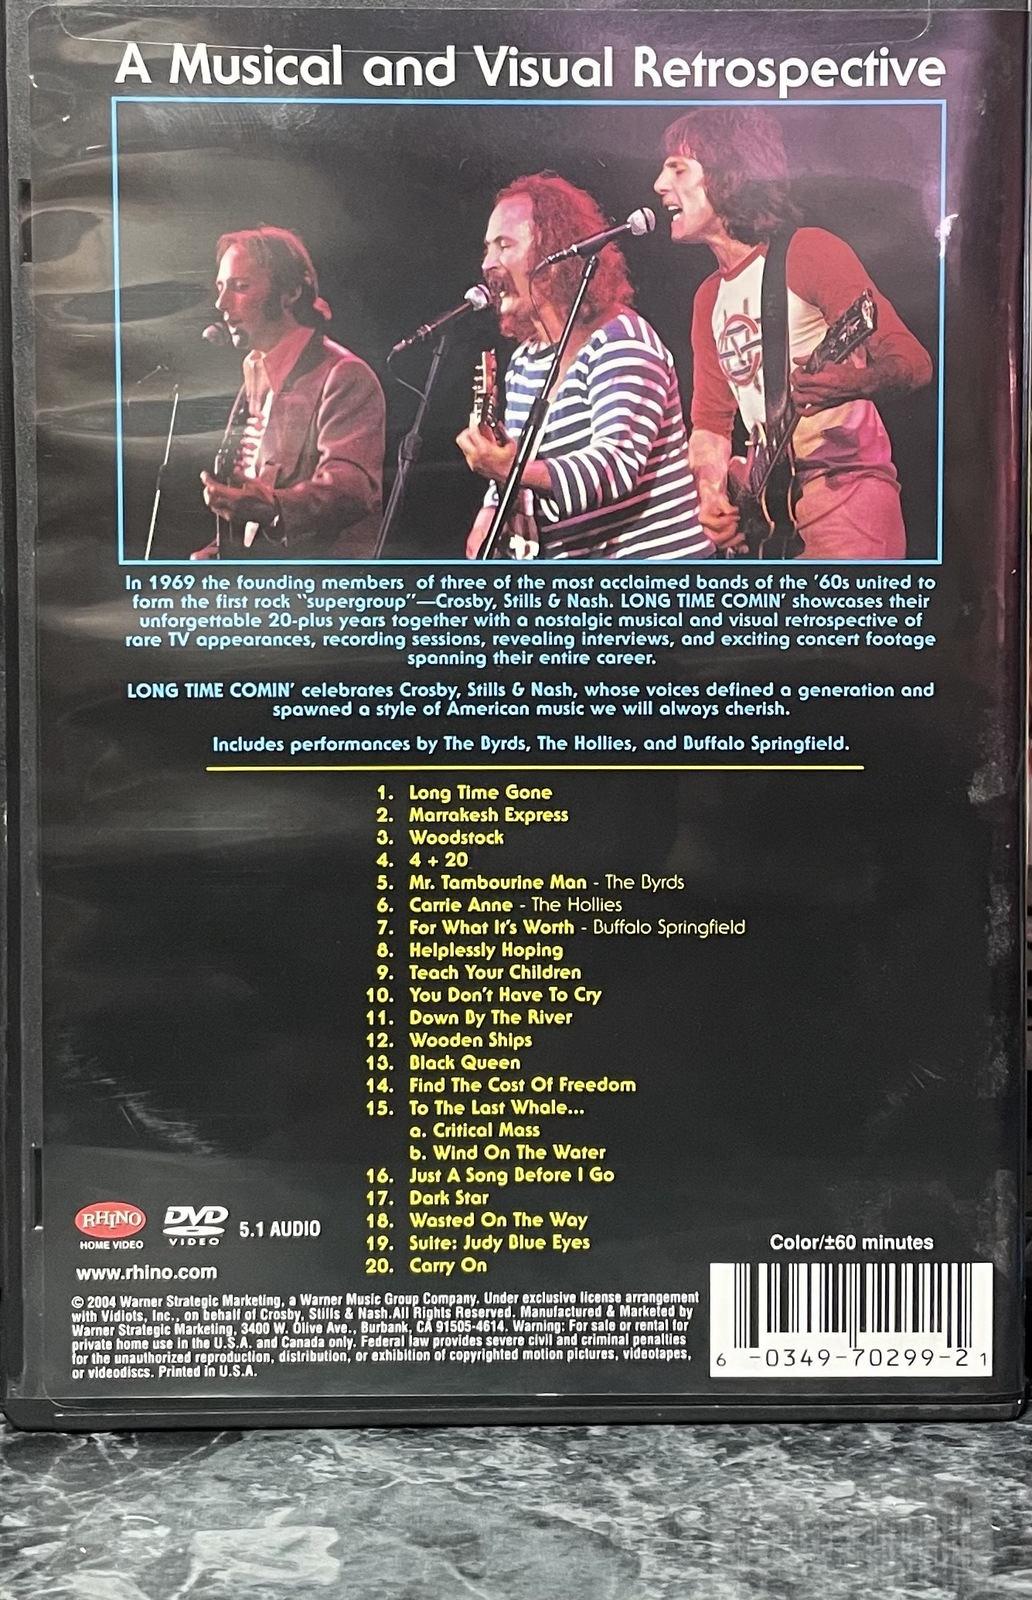 A Musical and Visual Retrospective
In 1969 the founding members of three of the most acclaimed bands of the '60s united to
form the first rock "supergroup"—Crosby, Stills & Nash. LONG TIME COMIN' showcases their
unforgettable 20-plus years together with a nostalgic musical and visual retrospective of
rare TV appearances, recording sessions, revealing interviews, and exciting concert footage
spanning their entire career.
LONG TIME COMIN' celebrates Crosby, Stills & Nash, whose voices defined a generation and
spawned a style of American music we will always cherish.
Includes performances by The Byrds, The Hollies, and Buffalo Springfield.
1. Long Time Gone
2. Marrakesh Express
3. Woodstock
4. 4 + 20
5. Mr. Tambourine Man - The Byrds
6. Carrie Anne - The Hollies
7. For What It's Worth - Buffalo Springfield
8. Helplessly Hoping
9. Teach Your Children
10. You Don't Have To Cry
11. Down By The River
12. Wooden Ships
13. Black Queen
14. Find The Cost Of Freedom
15. To The Last Whale...
a. Critical Mass
b. Wind On The Water
16. Just A Song Before I Go
17. Dark Star
18. Wasted On The Way
19. Suite: Judy Blue Eyes
20. Carry On
RHINO
HOME VIDEO
DVD
VIDEO
5.1 AUDIO
www.rhino.com
Color/±60 minutes
© 2004 Warner Strategic Marketing, a Warner Music Group Company. Under exclusive license arrangement
with Vidiots, Inc., on behalf of Crosby, Stills & Nash.All Rights Reserved. Manufactured & Marketed by
Warner Strategic Marketing, 3400 W. Olive Ave., Burbank, CA 91505-4614. Warning: For sale or rental for
private home use in the U.S.A. and Canada only. Federal law provides severe civil and criminal penalties
for the unauthorized reproduction, distribution, or exhibition of copyrighted motion pictures, videotapes,
or videodiscs. Printed in U.S.A.
6 -0349-70299-2 1